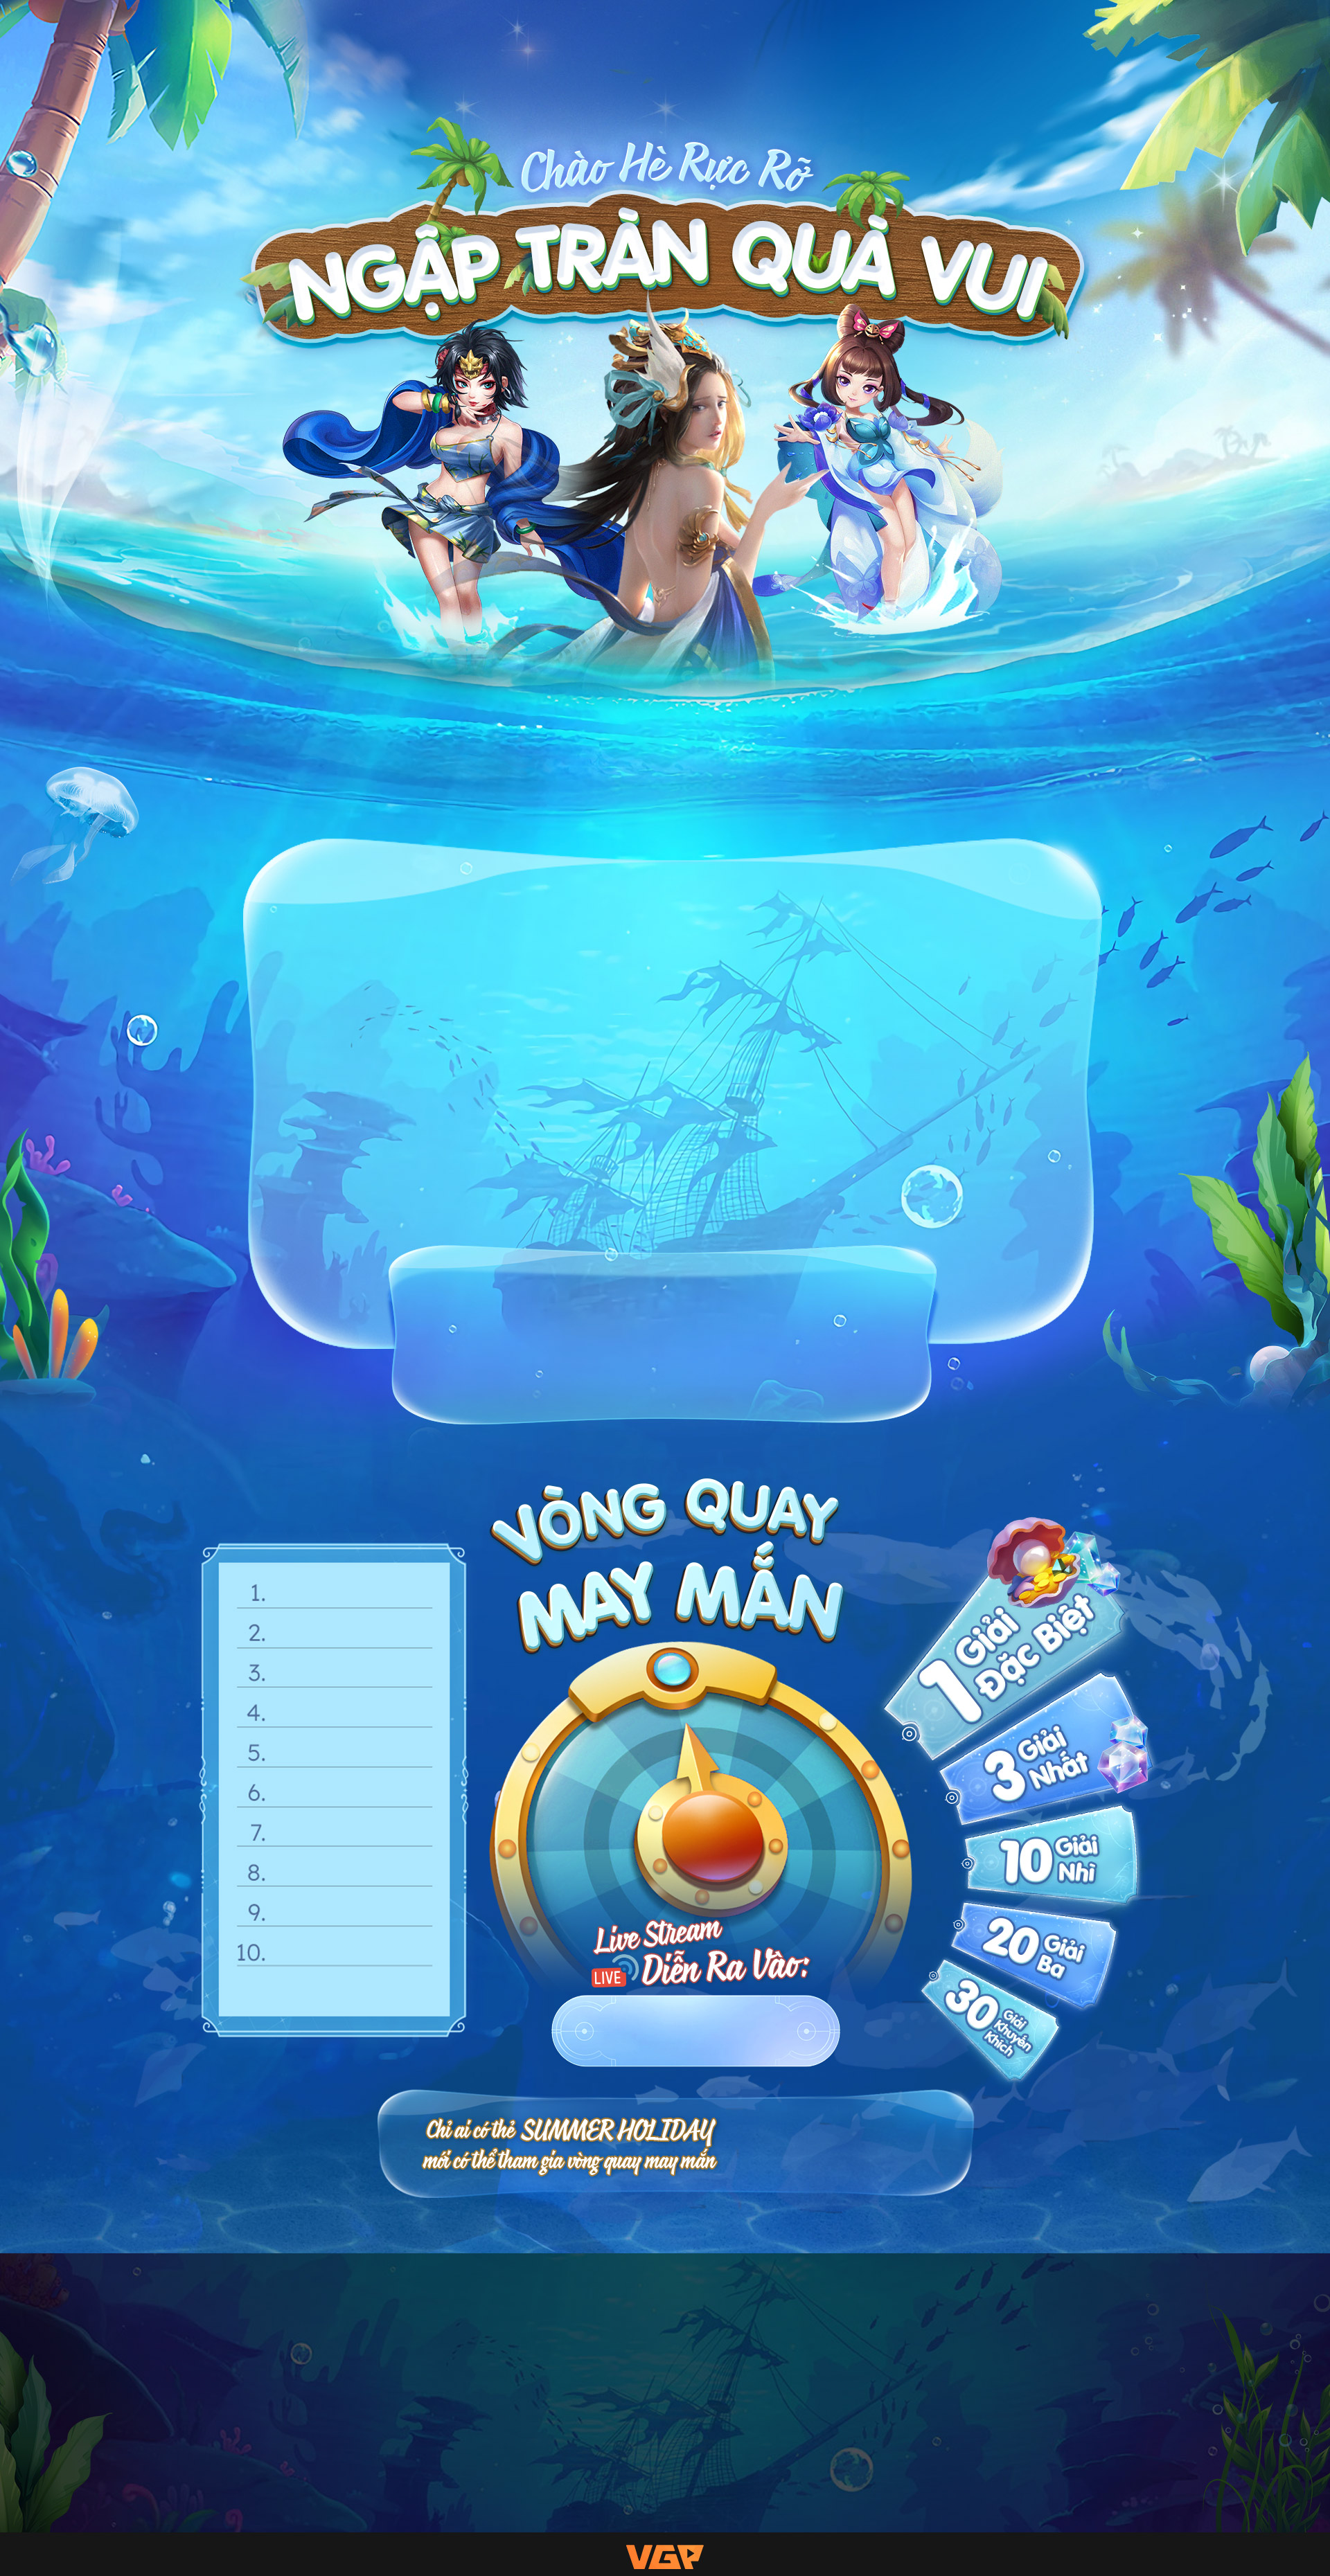 Chào Hè Rực Rỡ
NGẬP TRÀN QUÀ VUI
VÒNG QUAY
MAY MẮN
1.
2.
3.
4.
5.
6.
7.
8.
9.
10.
1 Giải
Đặc Biệt
3 Giải
Nhất
10 Giải
Nhì
20 Giải
Ba
30 Giải
Khuyến
Khích
Live Stream
LIVE Diễn Ra Vào:
Chỉ ai có thẻ SUMMER HOLIDAY
mới có thể tham gia vòng quay may mắn
VGP